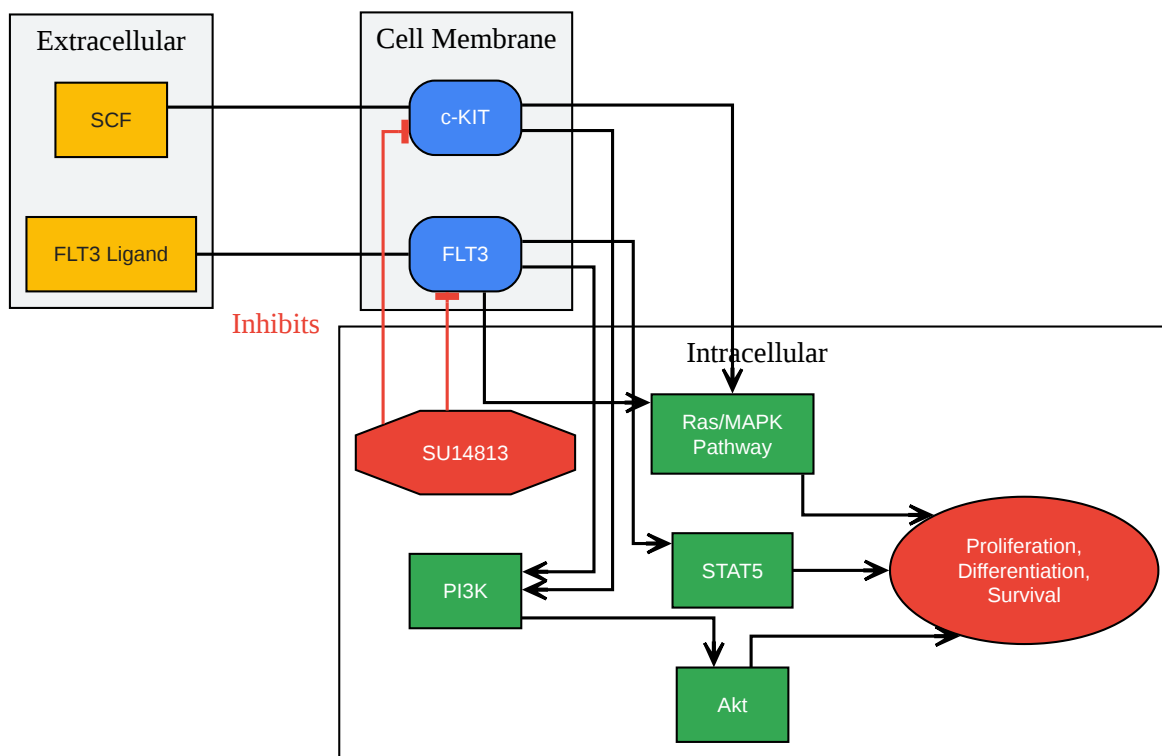 Extracellular
Cell Membrane
SCF
c-KIT
FLT3 Ligand
FLT3
Inhibits
Intracellular
Ras/MAPK
Pathway
SU14813
Proliferation,
Differentiation,
Survival
STAT5
PI3K
Akt